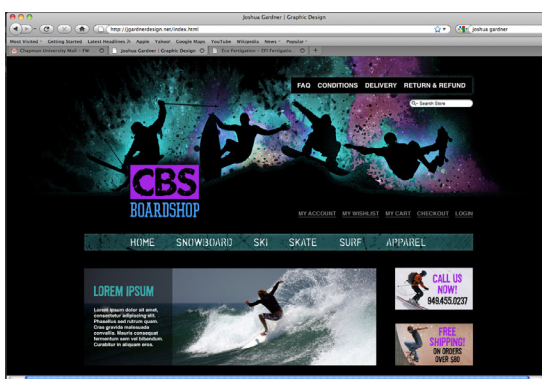 Joshua Gardner | Graphic Design
http://jgardnerdesign.net/index.html
joshua gardner
Most Visited Getting Started Latest Headlines Apple Yahoo! Google Maps YouTube Wikipedia News Popular
Chapman University Mail - FW: Joshua Gardner | Graphic Design Eco Fertigation - EFI Fertigatio...
FAQ CONDITIONS DELIVERY RETURN & REFUND
Search Store
CBS
BOARDSHOP
MY ACCOUNT MY WISHLIST MY CART CHECKOUT LOGIN
HOME SNOWBOARD SKI SKATE SURF APPAREL
LOREM IPSUM
Lorem ipsum dolor sit amet,
consectetur adipiscing elit.
Phasellus sed rutrum quam.
Cras gravida malesuada
convallis. Mauris consequat
fermentum sem vel bibendum.
Curabitur in aliquam eros.
CALL US
NOW!
949.455.0237
FREE
SHIPPING!
ON ORDERS
OVER $80